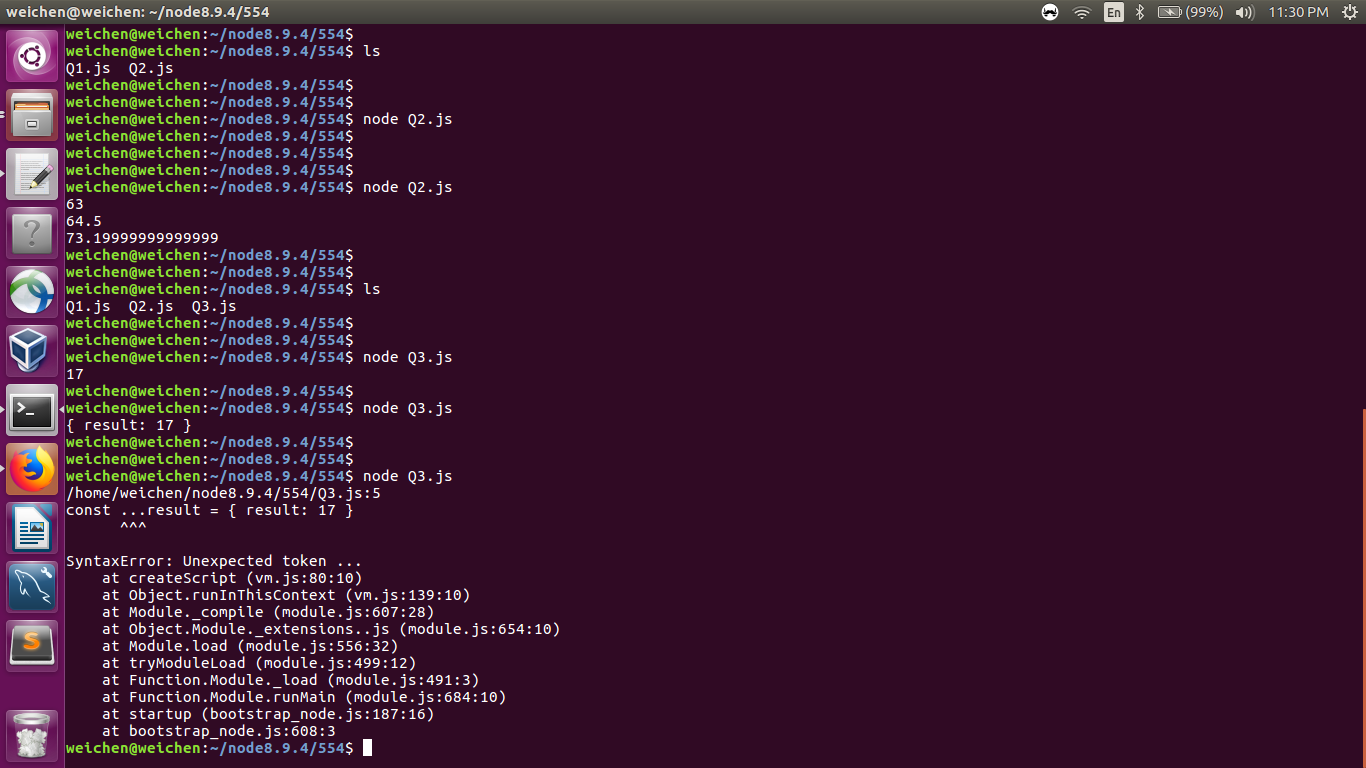 weichen@weichen: ~/node8.9.4/554
En (99%) 11:30 PM
weichen@weichen:~/node8.9.4/554$
weichen@weichen:~/node8.9.4/554$ ls
Q1.js  Q2.js
weichen@weichen:~/node8.9.4/554$
weichen@weichen:~/node8.9.4/554$
weichen@weichen:~/node8.9.4/554$ node Q2.js
weichen@weichen:~/node8.9.4/554$
weichen@weichen:~/node8.9.4/554$
weichen@weichen:~/node8.9.4/554$
weichen@weichen:~/node8.9.4/554$ node Q2.js
63
64.5
73.19999999999999
weichen@weichen:~/node8.9.4/554$
weichen@weichen:~/node8.9.4/554$
weichen@weichen:~/node8.9.4/554$ ls
Q1.js  Q2.js  Q3.js
weichen@weichen:~/node8.9.4/554$
weichen@weichen:~/node8.9.4/554$
weichen@weichen:~/node8.9.4/554$ node Q3.js
17
weichen@weichen:~/node8.9.4/554$
weichen@weichen:~/node8.9.4/554$ node Q3.js
{ result: 17 }
weichen@weichen:~/node8.9.4/554$
weichen@weichen:~/node8.9.4/554$
weichen@weichen:~/node8.9.4/554$ node Q3.js
/home/weichen/node8.9.4/554/Q3.js:5
const ...result = { result: 17 }
      ^^^
SyntaxError: Unexpected token ...
    at createScript (vm.js:80:10)
    at Object.runInThisContext (vm.js:139:10)
    at Module._compile (module.js:607:28)
    at Object.Module._extensions..js (module.js:654:10)
    at Module.load (module.js:556:32)
    at tryModuleLoad (module.js:499:12)
    at Function.Module._load (module.js:491:3)
    at Function.Module.runMain (module.js:684:10)
    at startup (bootstrap_node.js:187:16)
    at bootstrap_node.js:608:3
weichen@weichen:~/node8.9.4/554$